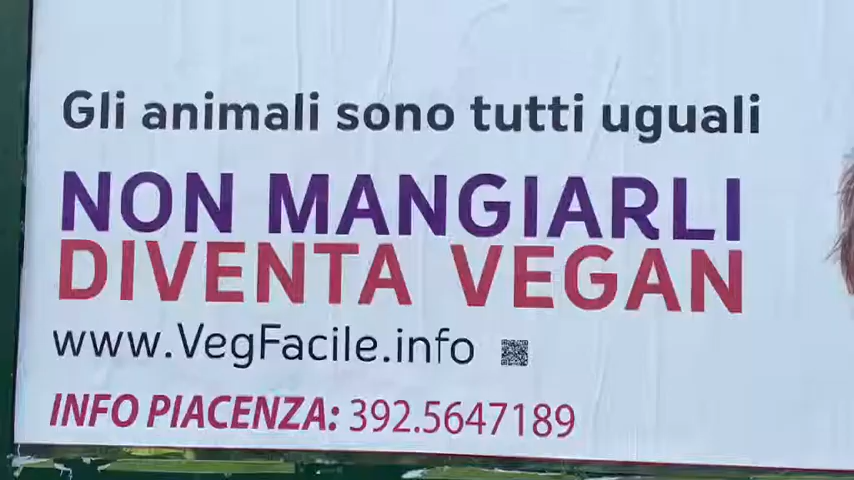 Gli animali sono tutti uguali
NON MANGIARLI
DIVENTA VEGAN
www.VegFacile.info
INFO PIACENZA: 392.5647189